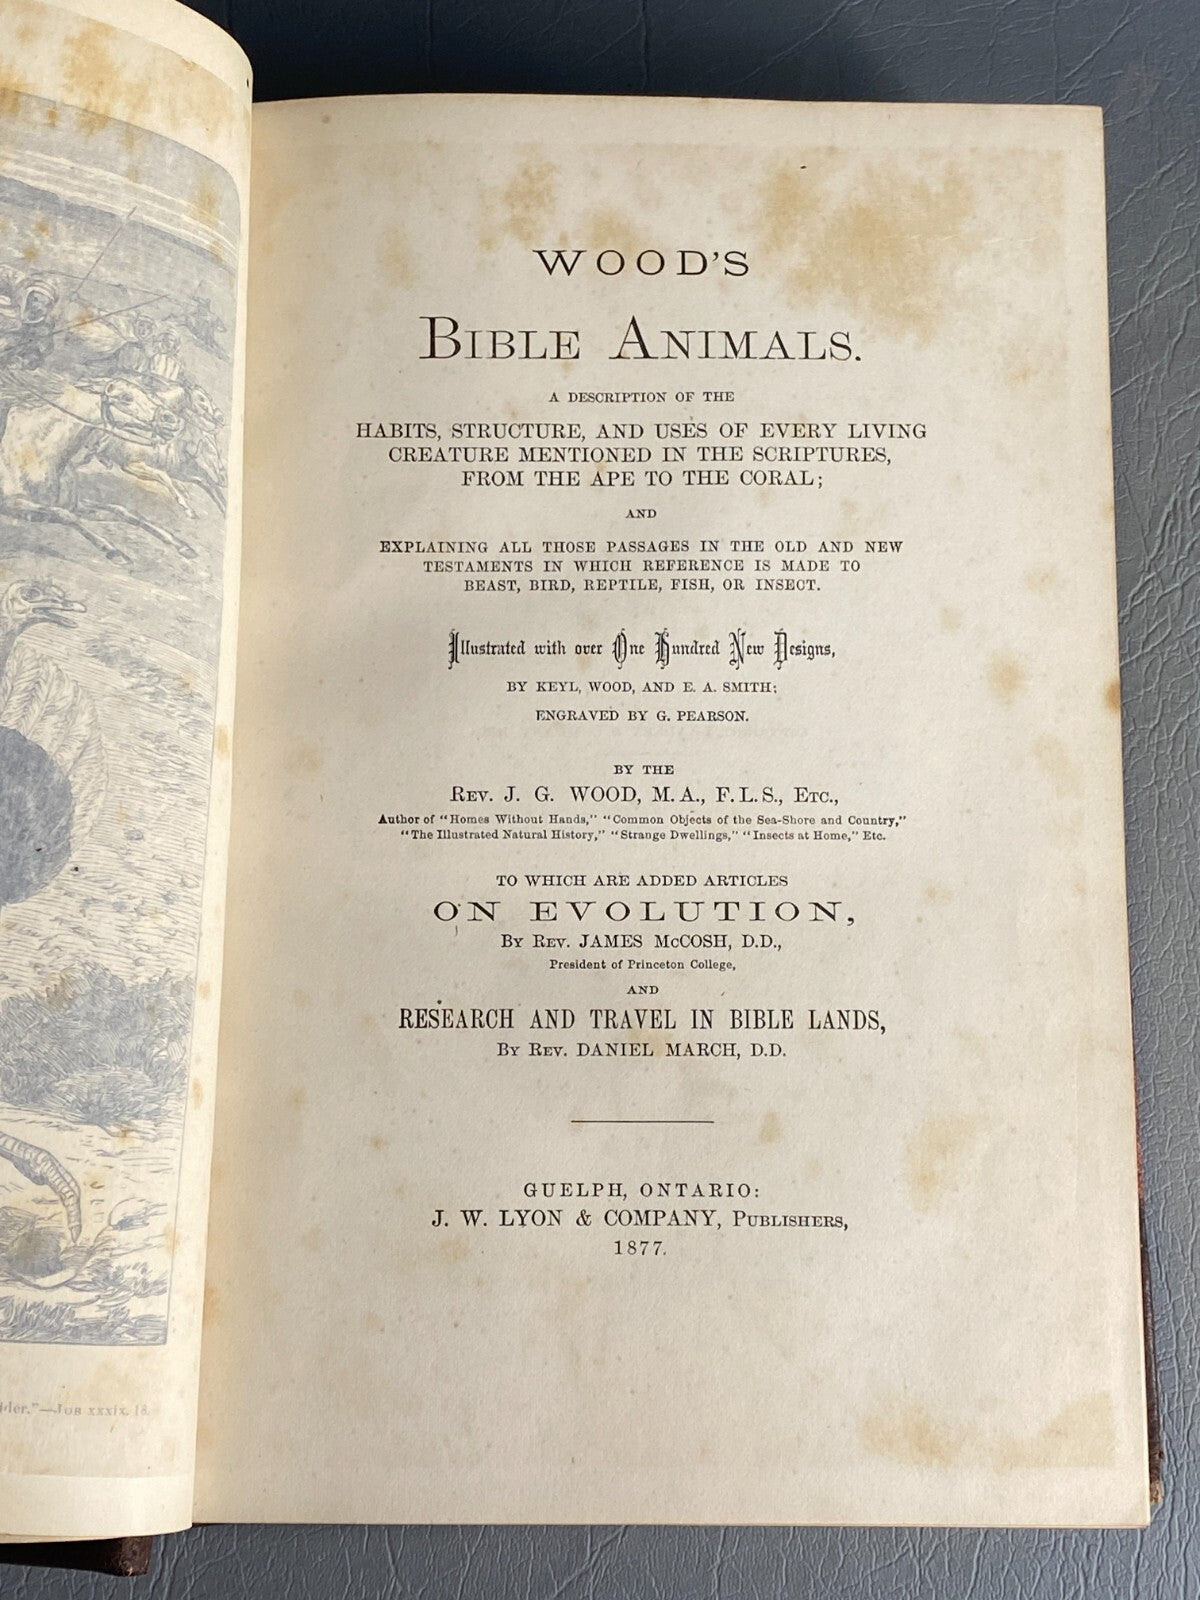 WOOD'S
BIBLE ANIMALS.
A DESCRIPTION OF THE
HABITS, STRUCTURE, AND USES OF EVERY LIVING
CREATURE MENTIONED IN THE SCRIPTURES,
FROM THE APE TO THE CORAL;
AND
EXPLAINING ALL THOSE PASSAGES IN THE OLD AND NEW
TESTAMENTS IN WHICH REFERENCE IS MADE TO
BEAST, BIRD, REPTILE, FISH, OR INSECT.
Illustrated with over One Hundred New Designs,
BY KEYL, WOOD, AND E. A. SMITH;
ENGRAVED BY G. PEARSON.
BY THE
REV. J. G. WOOD, M.A., F.L.S., ETC.,
Author of "Homes Without Hands," "Common Objects of the Sea-Shore and Country,"
"The Illustrated Natural History," "Strange Dwellings," "Insects at Home," Etc.
TO WHICH ARE ADDED ARTICLES
ON EVOLUTION,
BY REV. JAMES McCOSH, D.D.,
President of Princeton College,
AND
RESEARCH AND TRAVEL IN BIBLE LANDS,
BY REV. DANIEL MARCH, D.D.
GUELPH, ONTARIO:
J. W. LYON & COMPANY, PUBLISHERS,
1877.
—JOB xxxix. 18.